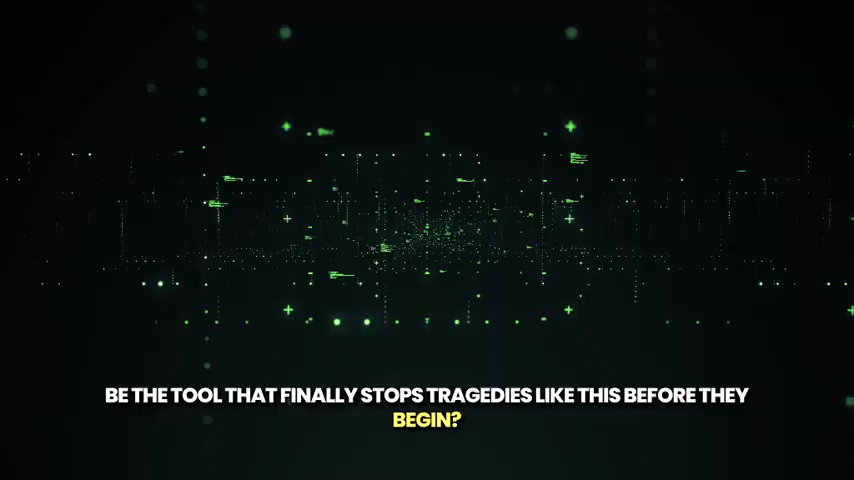 BE THE TOOL THAT FINALLY STOPS TRAGEDIES LIKE THIS BEFORE THEY
BEGIN?